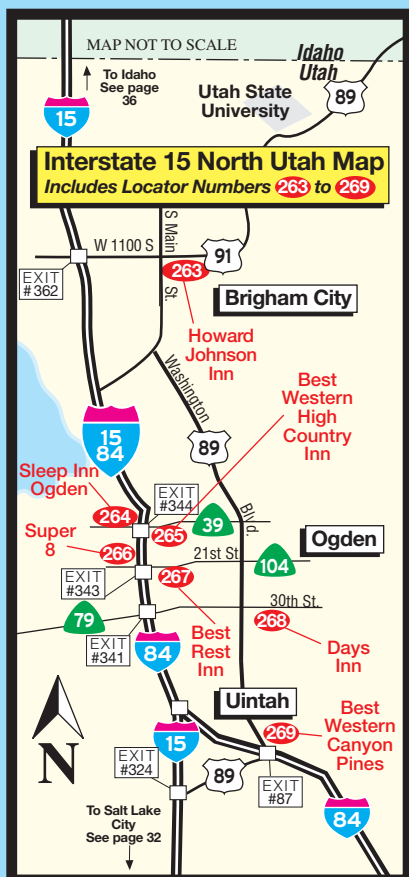 MAP NOT TO SCALE
Idaho
Utah
To Idaho
See page
36
15
Utah State
University
89
Interstate 15 North Utah Map
Includes Locator Numbers 263 to 269
S Main
St.
W 1100 S
91
263
EXIT
#362
Brigham City
Howard
Johnson
Inn
Washington
Blvd.
Best
Western
High
Country
Inn
15
84
89
Sleep Inn
Ogden
264
EXIT
#344
39
265
Super
8
266
21st St.
Ogden
104
EXIT
#343
267
30th St.
79
268
EXIT
#341
Best
Rest
Inn
Days
Inn
84
Uintah
N
15
269
Best
Western
Canyon
Pines
EXIT
#324
89
EXIT
#87
To Salt Lake
City
See page 32
84